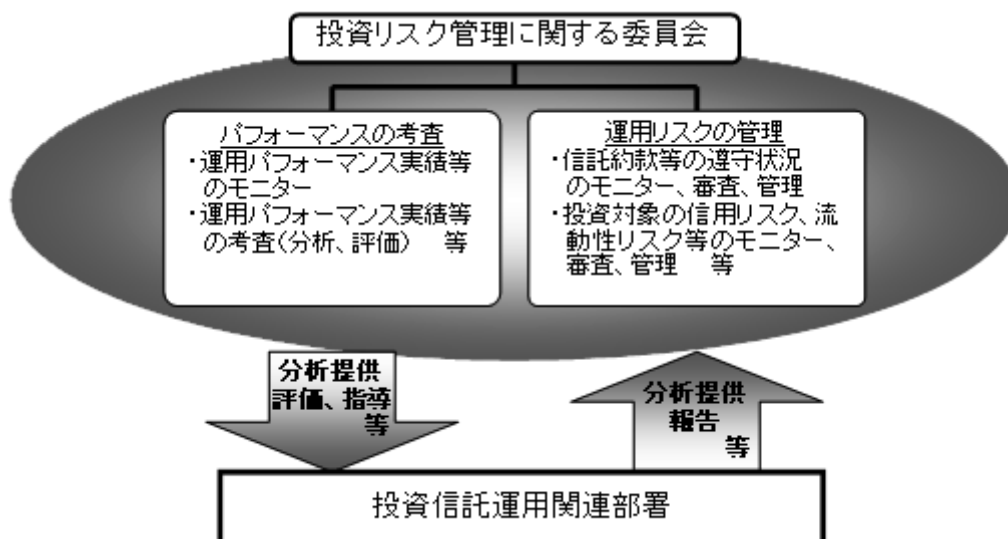 投資リスク管理に関する委員会
パフォーマンスの考査
・運用パフォーマンス実績等
のモニター
・運用パフォーマンス実績等
の考査(分析、評価) 等
運用リスクの管理
・信託約款等の遵守状況
のモニター、審査、管理
・投資対象の信用リスク、流
動性リスク等のモニター、
審査、管理 等
分析提供
評価、指導
等
分析提供
報告
等
投資信託運用関連部署